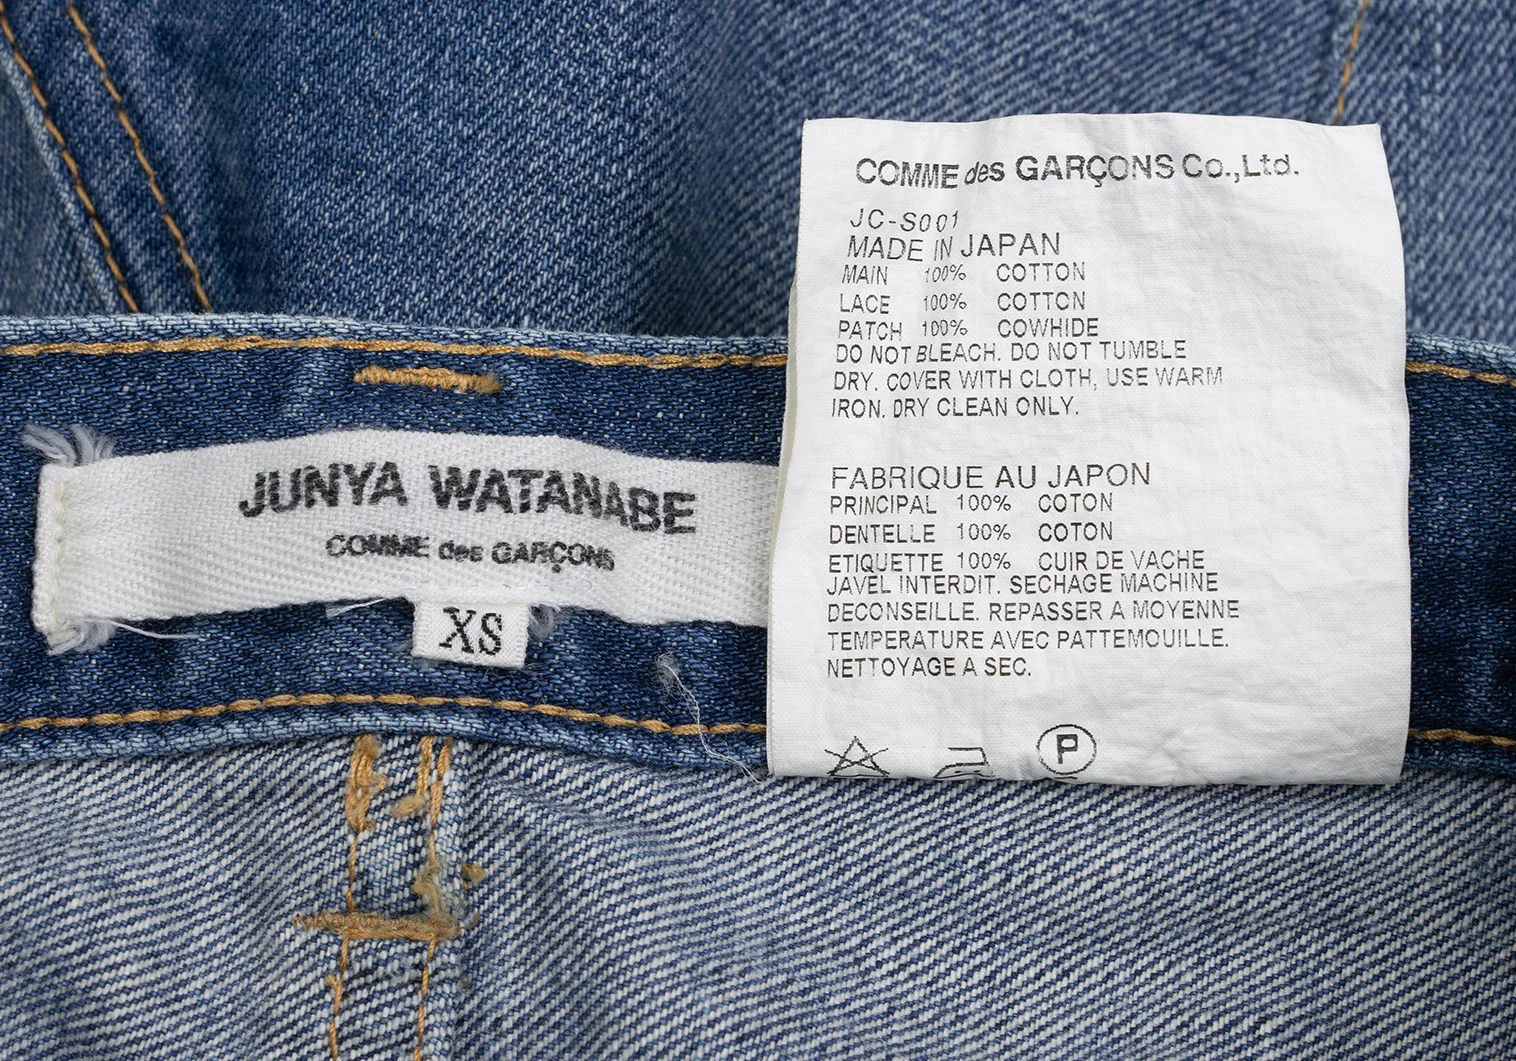 JUNYA WATANABE
COMME des GARÇONS
XS
COMME des GARÇONS Co.,Ltd.
JC-S001
MADE IN JAPAN
MAIN 100% COTTON
LACE 100% COTTON
PATCH 100% COWHIDE
DO NOT BLEACH. DO NOT TUMBLE
DRY. COVER WITH CLOTH, USE WARM
IRON. DRY CLEAN ONLY.
FABRIQUE AU JAPON
PRINCIPAL 100% COTON
DENTELLE 100% COTON
ETIQUETTE 100% CUIR DE VACHE
JAVEL INTERDIT. SECHAGE MACHINE
DECONSEILLE. REPASSER A MOYENNE
TEMPERATURE AVEC PATTEMOUILLE.
NETTOYAGE A SEC.
P